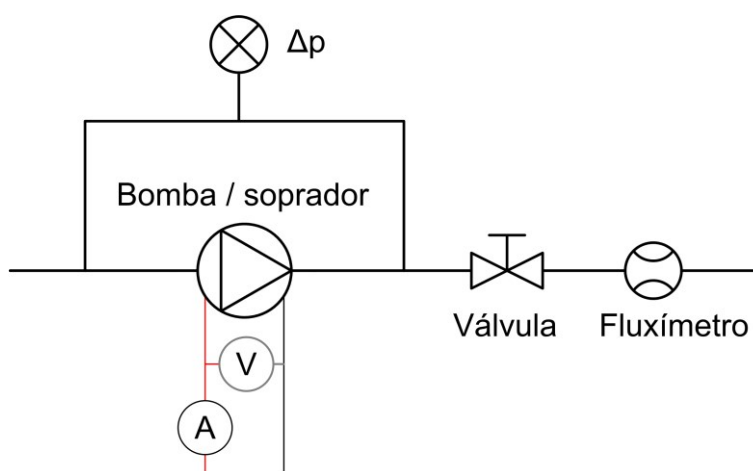 Δp
Bomba / soprador
Válvula
Fluxímetro
V
A